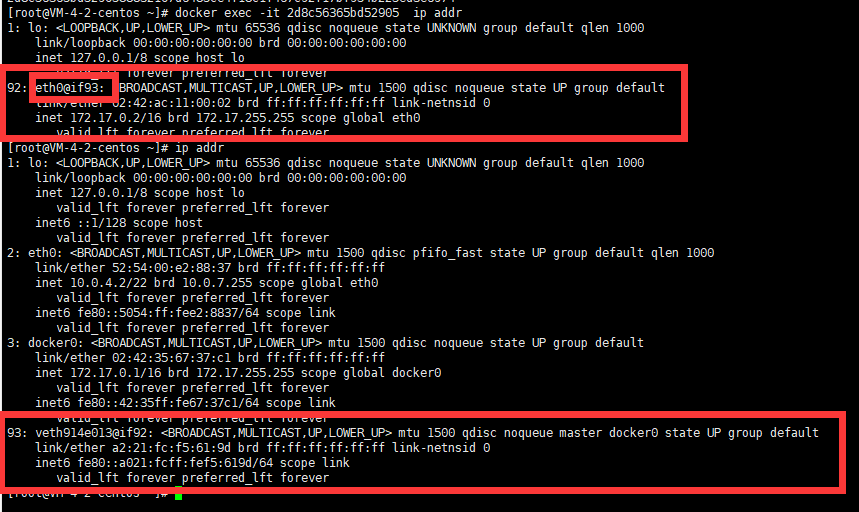 [root@VM-4-2-centos ~]# docker exec -it 2d8c56365bd52905 ip addr
1: lo: <LOOPBACK,UP,LOWER_UP> mtu 65536 qdisc noqueue state UNKNOWN group default qlen 1000
link/loopback 00:00:00:00:00:00 brd 00:00:00:00:00:00
inet 127.0.0.1/8 scope host lo
forever preferred_lft forever
92: eth0@if93: <BROADCAST,MULTICAST,UP,LOWER_UP> mtu 1500 qdisc noqueue state UP group default
link/ether 02:42:ac:11:00:02 brd ff:ff:ff:ff:ff:ff link-netnsid 0
inet 172.17.0.2/16 brd 172.17.255.255 scope global eth0
valid_lft forever preferred_lft forever
[root@VM-4-2-centos ~]# ip addr
1: lo: <LOOPBACK,UP,LOWER_UP> mtu 65536 qdisc noqueue state UNKNOWN group default qlen 1000
link/loopback 00:00:00:00:00:00 brd 00:00:00:00:00:00
inet 127.0.0.1/8 scope host lo
valid_lft forever preferred_lft forever
inet6 ::1/128 scope host
valid_lft forever preferred_lft forever
2: eth0: <BROADCAST,MULTICAST,UP,LOWER_UP> mtu 1500 qdisc pfifo_fast state UP group default qlen 1000
link/ether 52:54:00:e2:88:37 brd ff:ff:ff:ff:ff:ff
inet 10.0.4.2/22 brd 10.0.7.255 scope global eth0
valid_lft forever preferred_lft forever
inet6 fe80::5054:ff:fee2:8837/64 scope link
valid_lft forever preferred_lft forever
3: docker0: <BROADCAST,MULTICAST,UP,LOWER_UP> mtu 1500 qdisc noqueue state UP group default
link/ether 02:42:35:67:37:c1 brd ff:ff:ff:ff:ff:ff
inet 172.17.0.1/16 brd 172.17.255.255 scope global docker0
valid_lft forever preferred_lft forever
inet6 fe80::42:35ff:fe67:37c1/64 scope link
valid_lft forever preferred_lft forever
93: veth914e013@if92: <BROADCAST,MULTICAST,UP,LOWER_UP> mtu 1500 qdisc noqueue master docker0 state UP group default
link/ether a2:21:fc:f5:61:9d brd ff:ff:ff:ff:ff:ff link-netnsid 0
inet6 fe80::a021:fcff:fef5:619d/64 scope link
valid_lft forever preferred_lft forever
[root@VM-4-2-centos ~]#